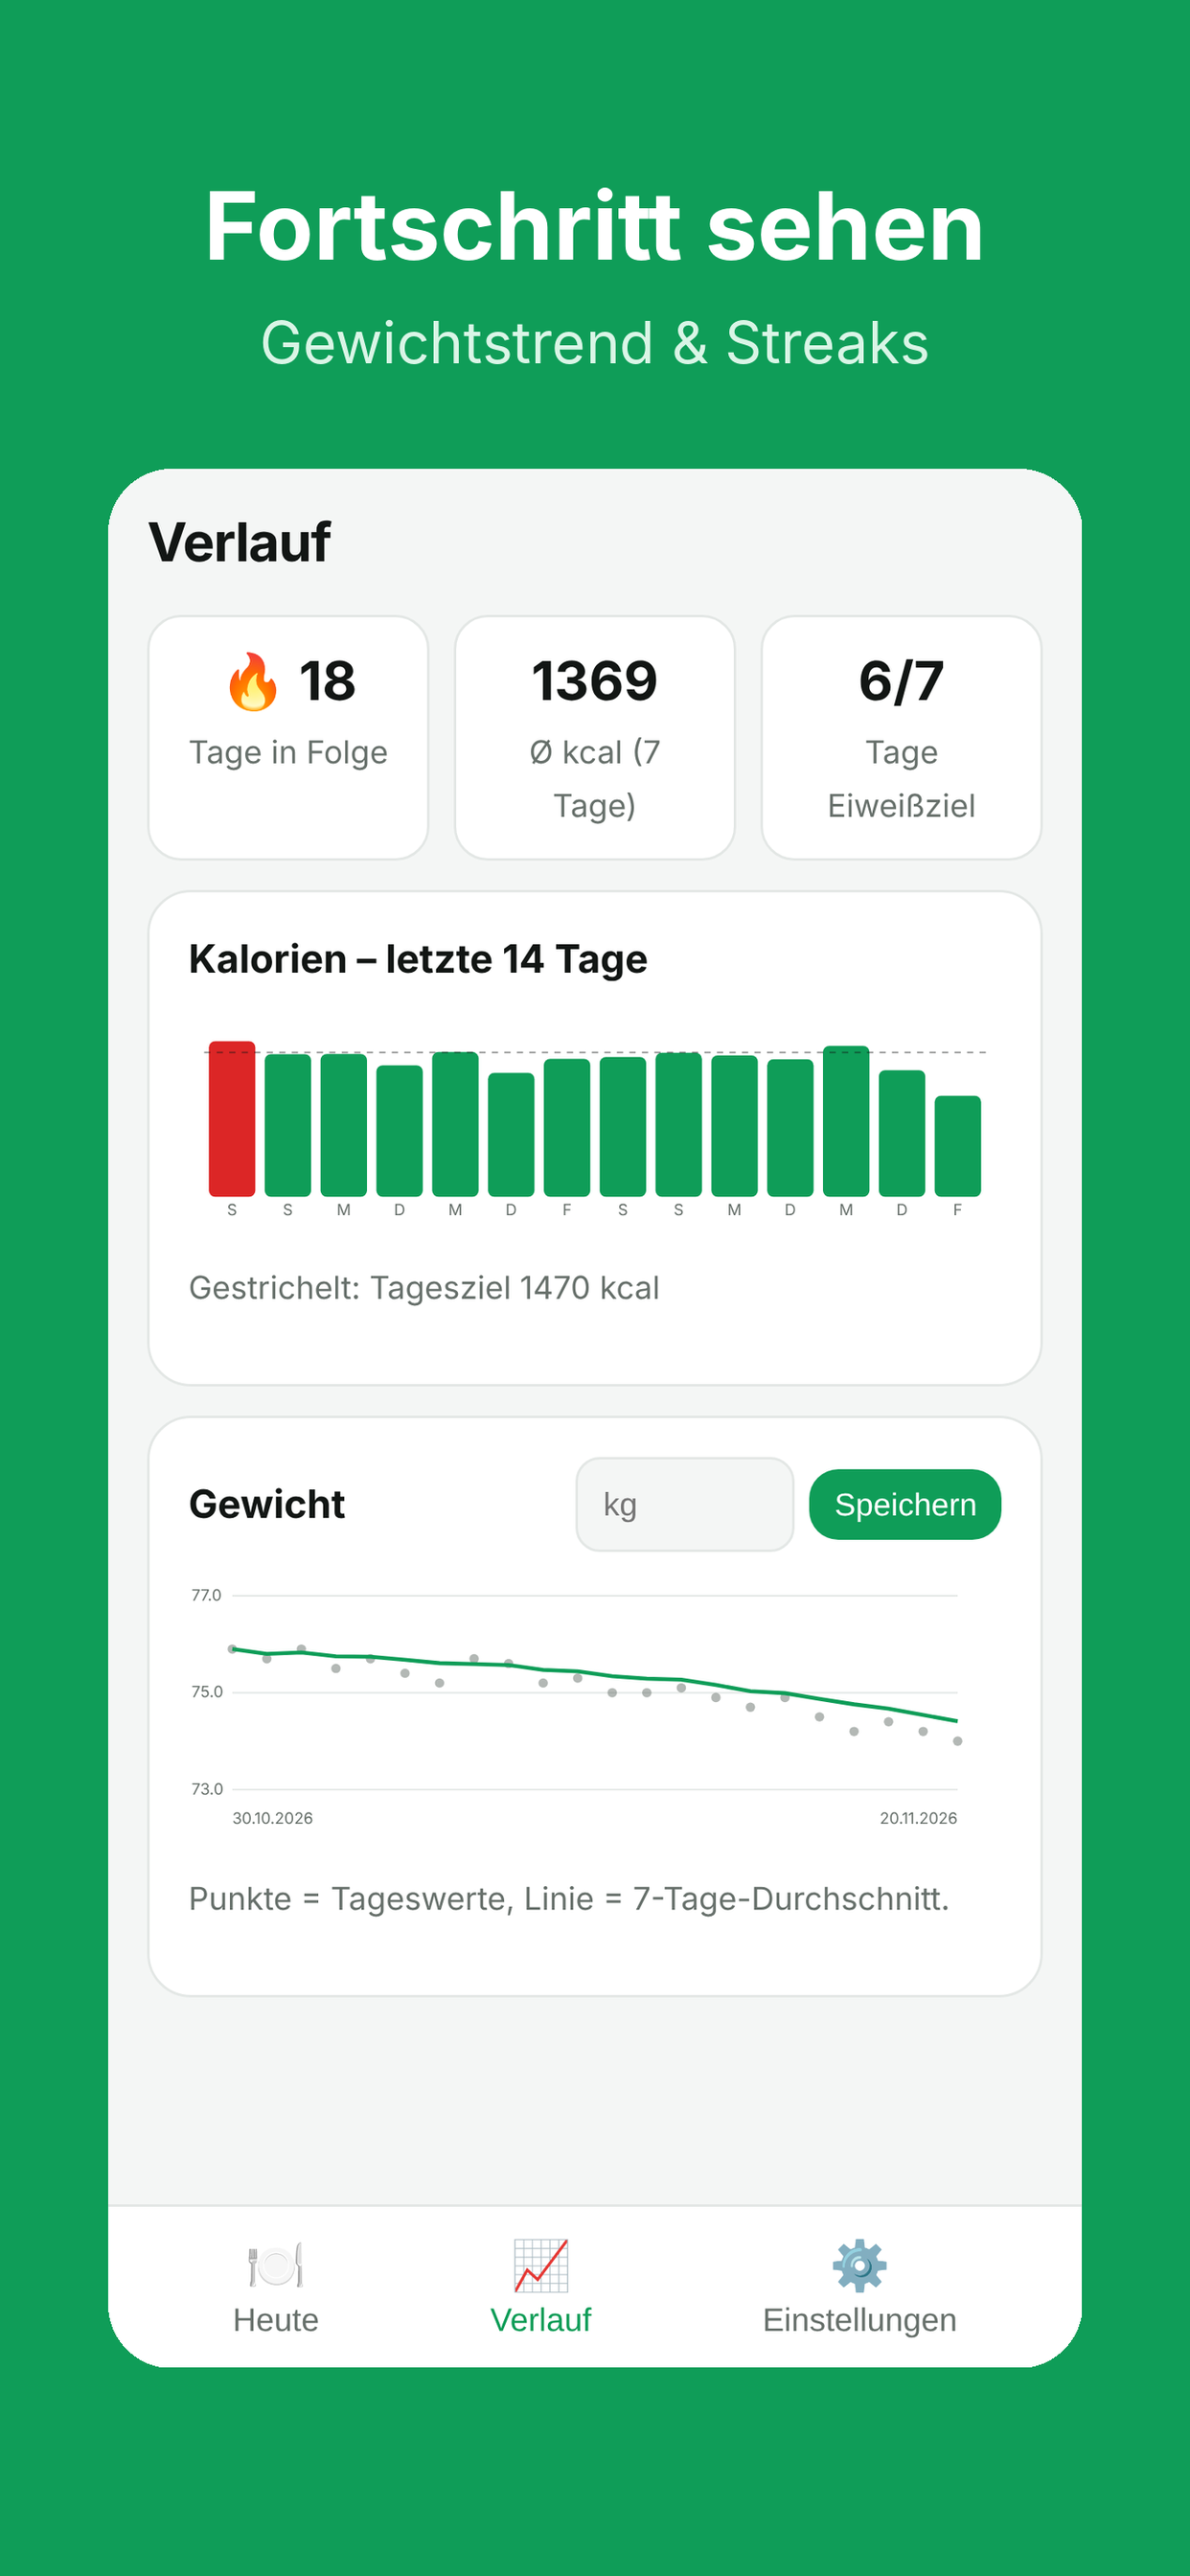 Fortschritt sehen
Gewichtstrend & Streaks
Verlauf
🔥 18
Tage in Folge
1369
Ø kcal (7
Tage)
6/7
Tage
Eiweißziel
Kalorien – letzte 14 Tage
S S M D M D F S S M D M D F
Gestrichelt: Tagesziel 1470 kcal
Gewicht
kg
Speichern
77.0
75.0
73.0
30.10.2026
20.11.2026
Punkte = Tageswerte, Linie = 7-Tage-Durchschnitt.
Heute
Verlauf
Einstellungen